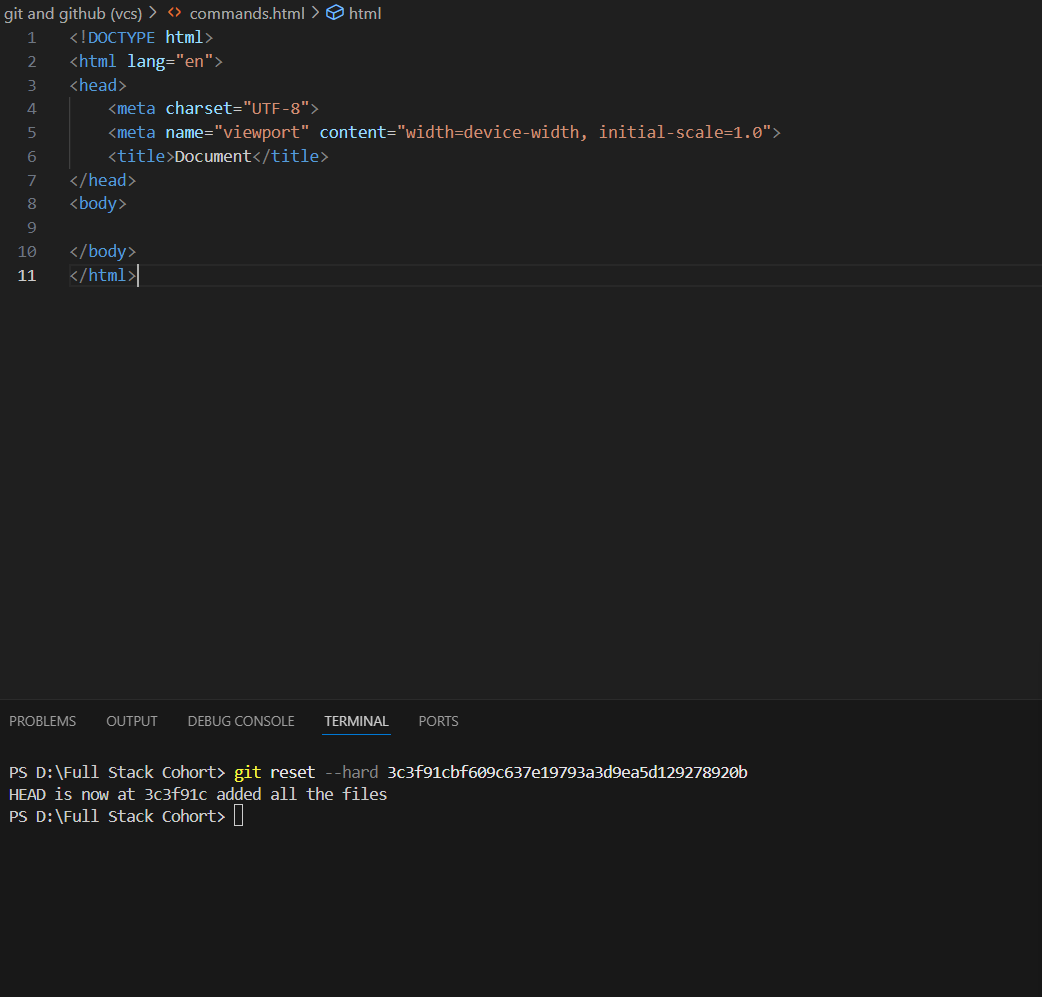 git and github (vcs) > <> commands.html > html
1 <!DOCTYPE html>
2 <html lang="en">
3 <head>
4     <meta charset="UTF-8">
5     <meta name="viewport" content="width=device-width, initial-scale=1.0">
6     <title>Document</title>
7 </head>
8 <body>
9
10 </body>
11 </html>
PROBLEMS OUTPUT DEBUG CONSOLE TERMINAL PORTS
PS D:\Full Stack Cohort> git reset --hard 3c3f91cbf609c637e19793a3d9ea5d129278920b
HEAD is now at 3c3f91c added all the files
PS D:\Full Stack Cohort>